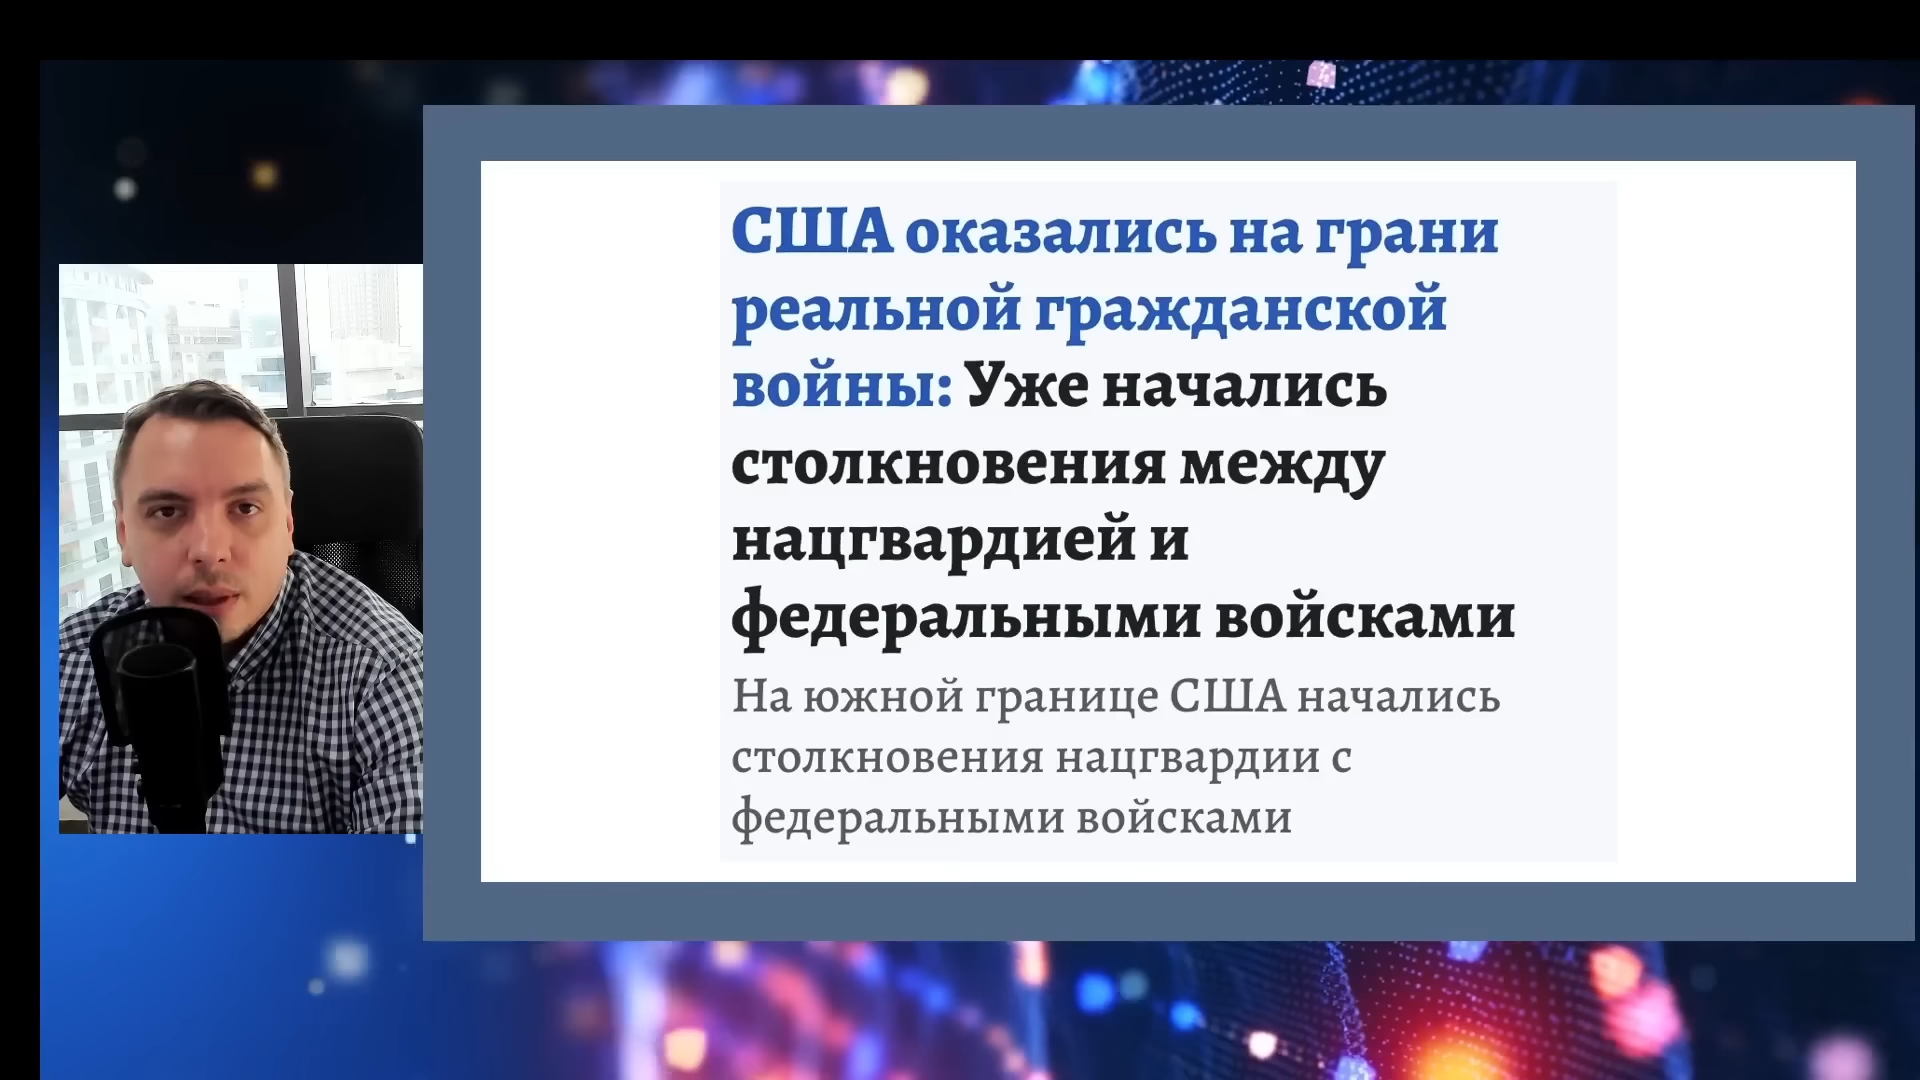 США оказались на грани
реальной гражданской
войны: Уже начались
столкновения между
нацгвардией и
федеральными войсками
На южной границе США начались
столкновения нацгвардии с
федеральными войсками